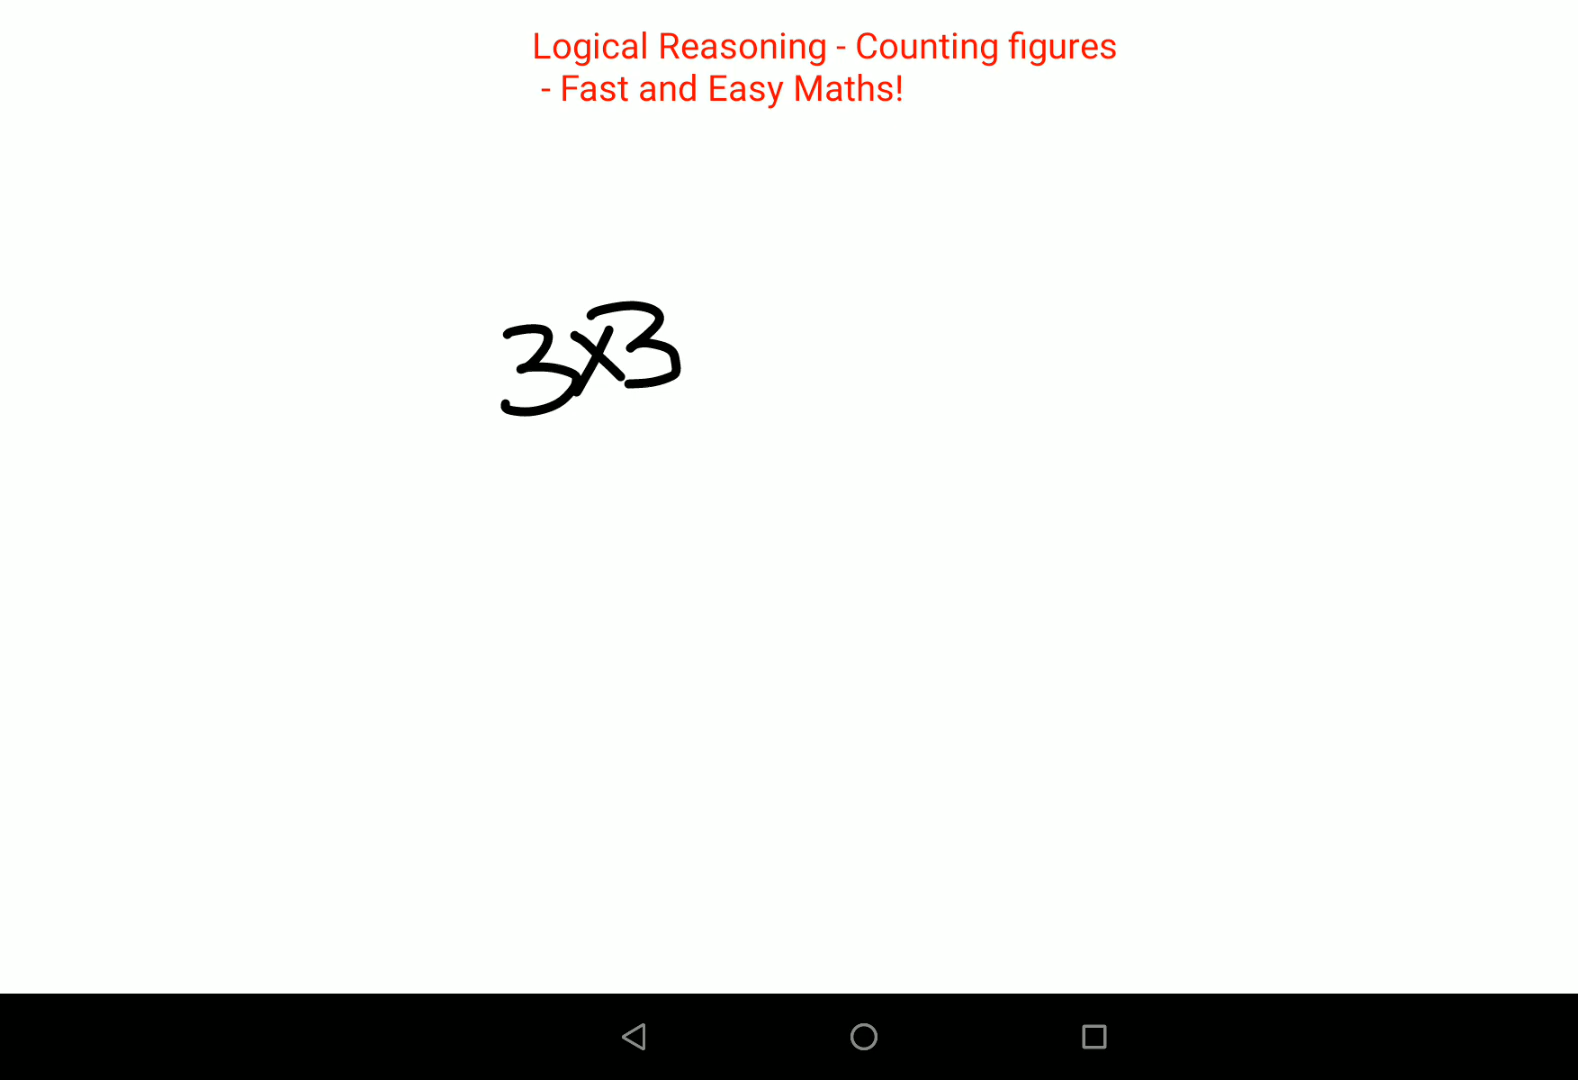 Logical Reasoning - Counting figures
- Fast and Easy Maths!
3x3